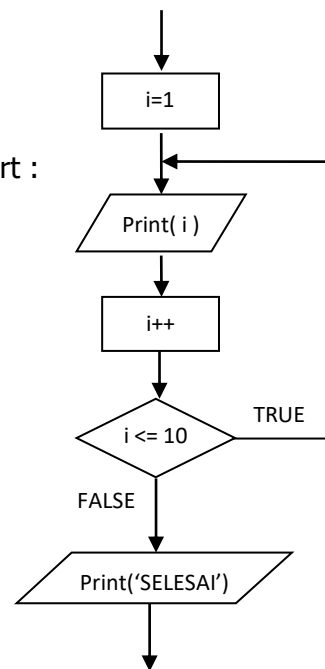 i=1
rt :
Print( i )
i++
i <= 10
TRUE
FALSE
Print(‘SELESAI’)